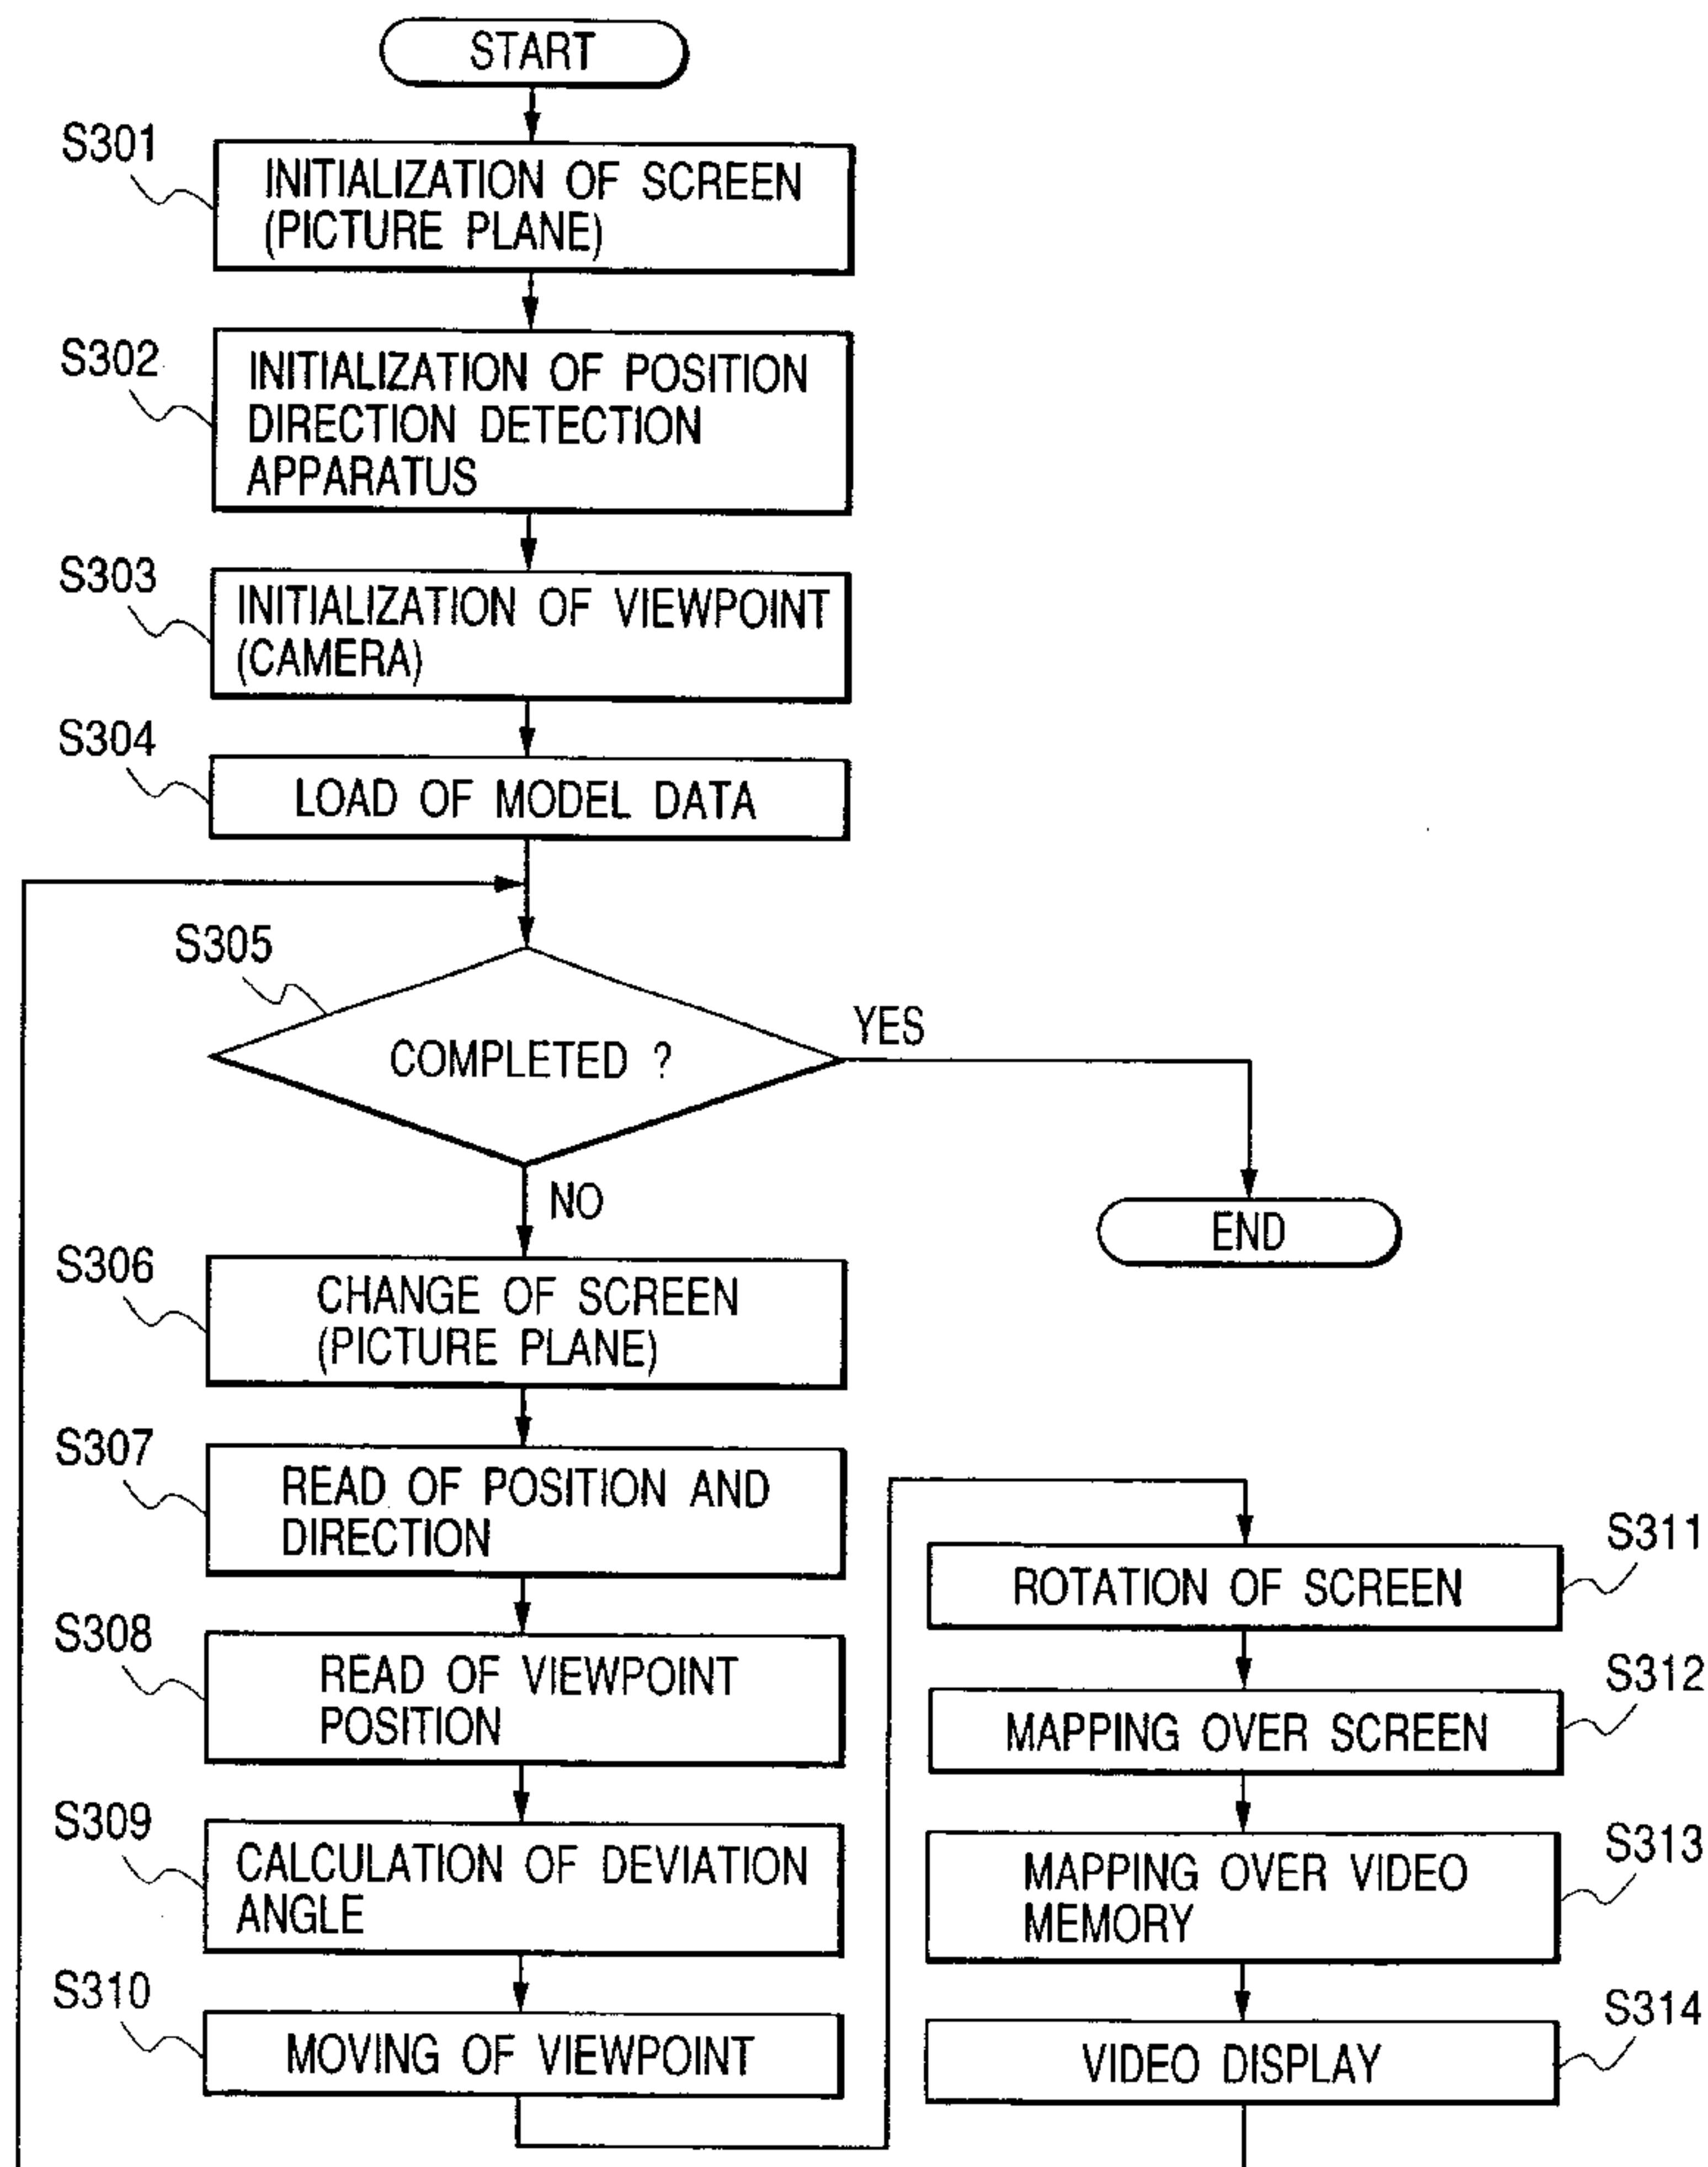 START
S301
INITIALIZATION OF SCREEN
(PICTURE PLANE)
S302
INITIALIZATION OF POSITION
DIRECTION DETECTION
APPARATUS
S303
INITIALIZATION OF VIEWPOINT
(CAMERA)
S304
LOAD OF MODEL DATA
S305
COMPLETED ?
YES
NO
END
S306
CHANGE OF SCREEN
(PICTURE PLANE)
S307
READ OF POSITION AND
DIRECTION
S308
READ OF VIEWPOINT
POSITION
S309
CALCULATION OF DEVIATION
ANGLE
S310
MOVING OF VIEWPOINT
S311
ROTATION OF SCREEN
S312
MAPPING OVER SCREEN
S313
MAPPING OVER VIDEO
MEMORY
S314
VIDEO DISPLAY